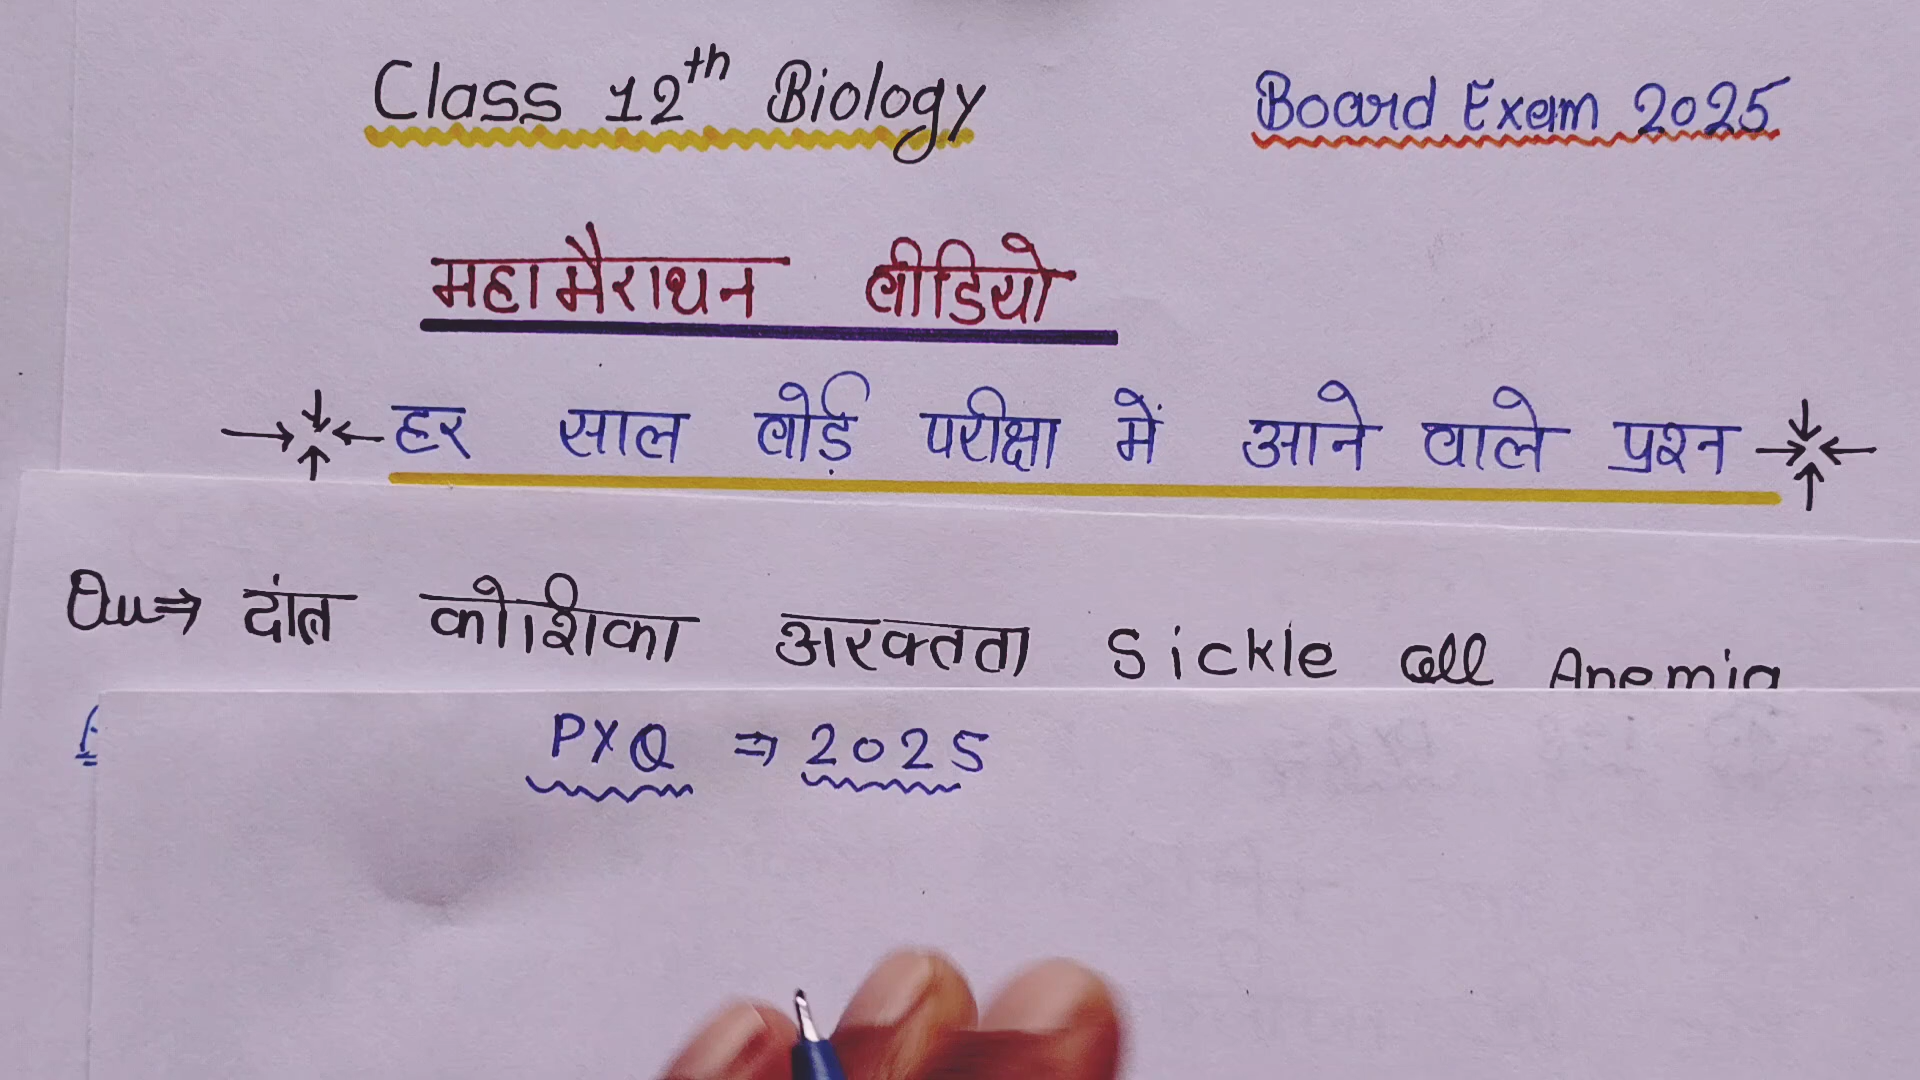 Class 12th Biology
Board Exam 2025
महामैराथन वीडियो
→ ↓ ← ↑ हर साल बोर्ड परीक्षा में आने वाले प्रश्न → ↓ ← ↑
Qu⇒ दांत कोशिका अरक्तता Sickle Cell Anemia
PYQ ⇒ 2025